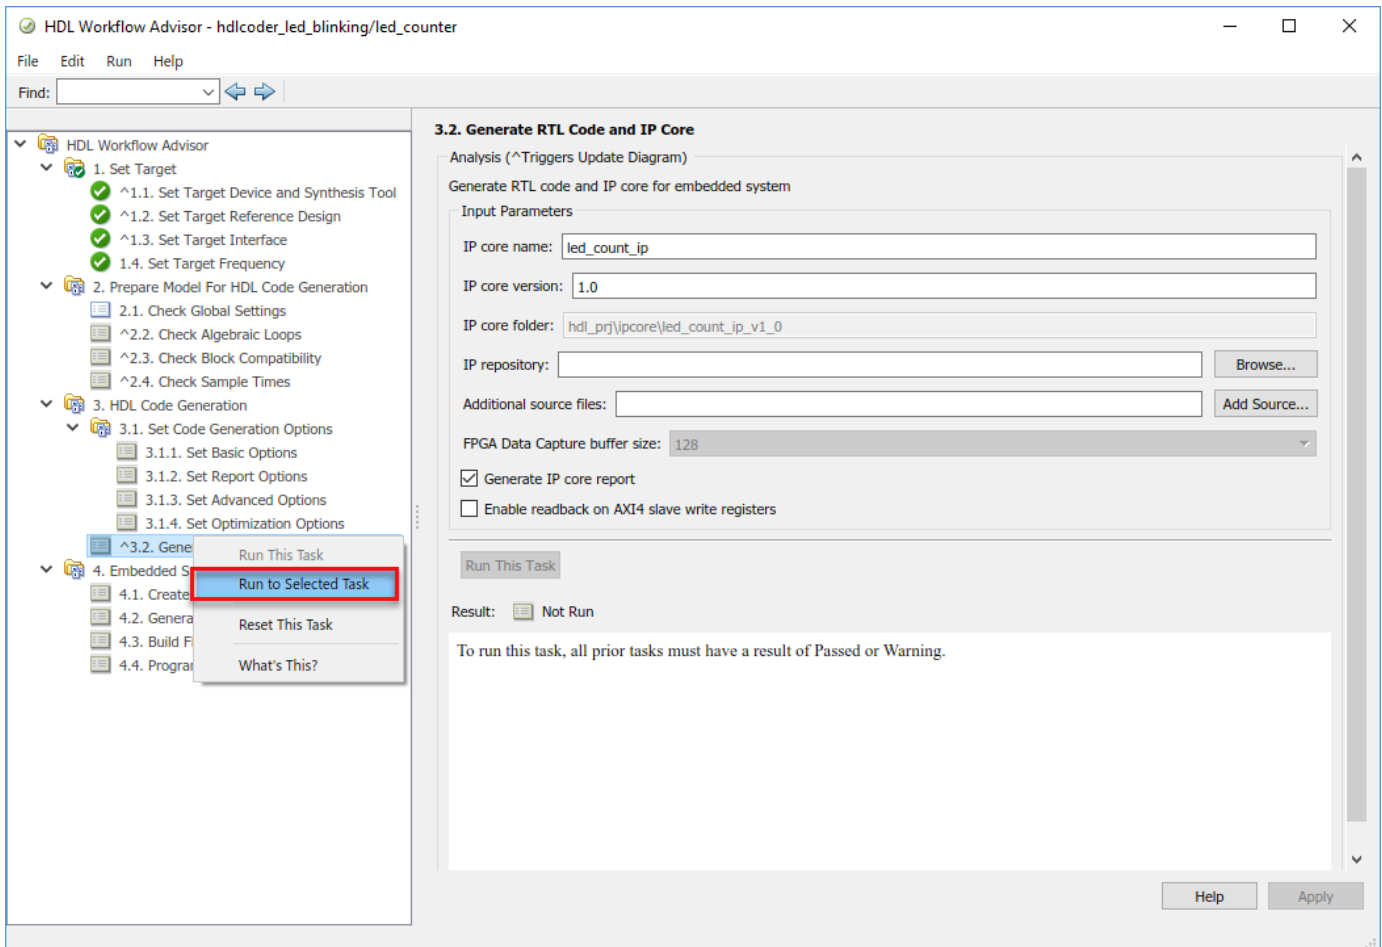 HDL Workflow Advisor - hdlcoder_led_blinking/led_counter
File Edit Run Help
Find:
HDL Workflow Advisor
1. Set Target
^1.1. Set Target Device and Synthesis Tool
^1.2. Set Target Reference Design
^1.3. Set Target Interface
1.4. Set Target Frequency
2. Prepare Model For HDL Code Generation
2.1. Check Global Settings
^2.2. Check Algebraic Loops
^2.3. Check Block Compatibility
^2.4. Check Sample Times
3. HDL Code Generation
3.1. Set Code Generation Options
3.1.1. Set Basic Options
3.1.2. Set Report Options
3.1.3. Set Advanced Options
3.1.4. Set Optimization Options
^3.2. Gene
4. Embedded S
4.1. Create
4.2. Genera
4.3. Build F
4.4. Progra
Run This Task
Run to Selected Task
Reset This Task
What's This?
3.2. Generate RTL Code and IP Core
Analysis (^Triggers Update Diagram)
Generate RTL code and IP core for embedded system
Input Parameters
IP core name: led_count_ip
IP core version: 1.0
IP core folder: hdl_prj\ipcore\led_count_ip_v1_0
IP repository: Browse...
Additional source files: Add Source...
FPGA Data Capture buffer size: 128
Generate IP core report
Enable readback on AXI4 slave write registers
Run This Task
Result: Not Run
To run this task, all prior tasks must have a result of Passed or Warning.
Help Apply